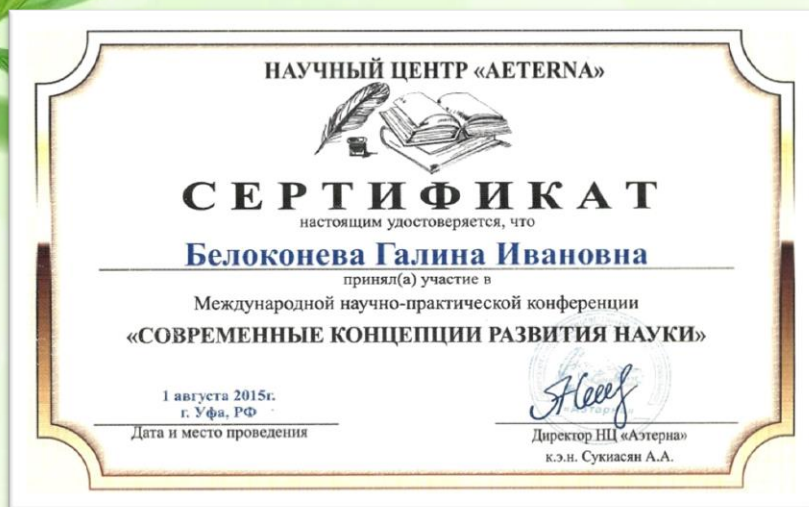 НАУЧНЫЙ ЦЕНТР «AETERNA»
СЕРТИФИКАТ
настоящим удостоверяется, что
Белоконева Галина Ивановна
принял(а) участие в
Международной научно-практической конференции
«СОВРЕМЕННЫЕ КОНЦЕПЦИИ РАЗВИТИЯ НАУКИ»
1 августа 2015г.
г. Уфа, РФ
Дата и место проведения
«Аэтерна»
Директор НЦ «Аэтерна»
к.э.н. Сукиасян А.А.